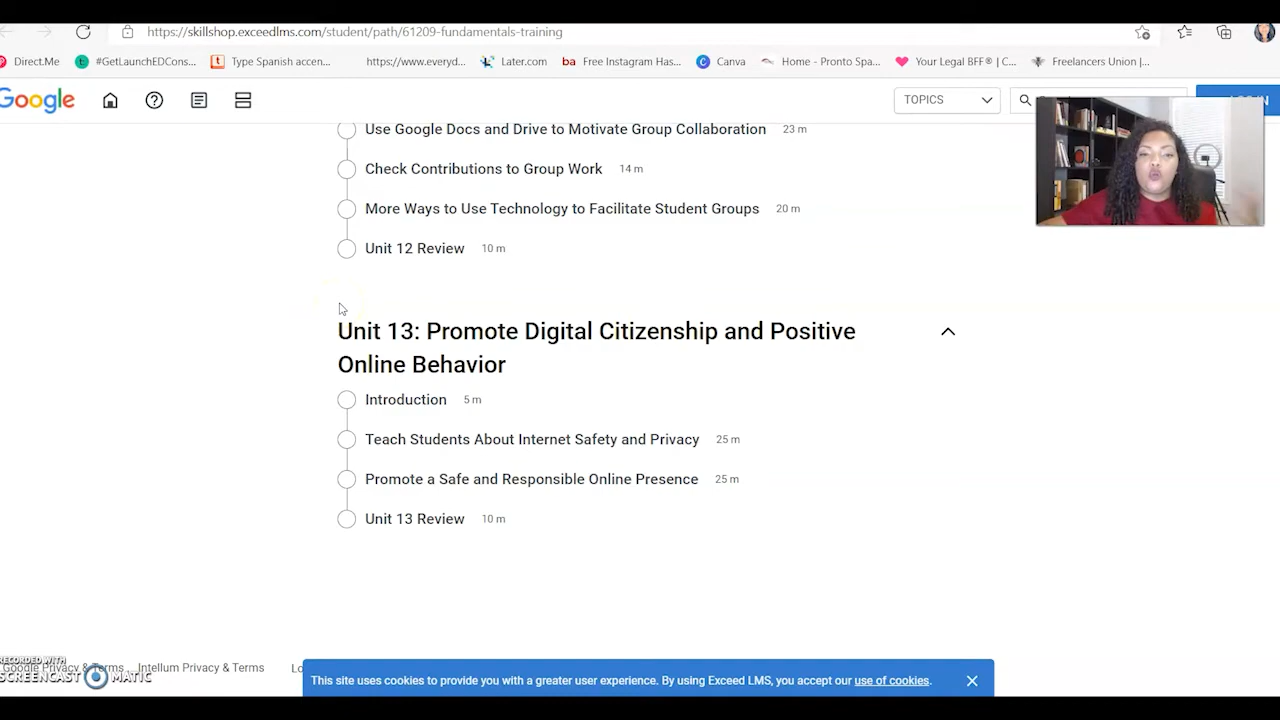 https://skillshop.exceedlms.com/student/path/61209-fundamentals-training
Direct.Me #GetLaunchEDCons... Type Spanish accen... https://www.everyd... Later.com ba Free Instagram Has... Canva Home - Pronto Spa... Your Legal BFF® | C... Freelancers Union |...
Google TOPICS
Use Google Docs and Drive to Motivate Group Collaboration 23 m
Check Contributions to Group Work 14 m
More Ways to Use Technology to Facilitate Student Groups 20 m
Unit 12 Review 10 m
Unit 13: Promote Digital Citizenship and Positive
Online Behavior
Introduction 5 m
Teach Students About Internet Safety and Privacy 25 m
Promote a Safe and Responsible Online Presence 25 m
Unit 13 Review 10 m
Google Privacy & Terms Intellum Privacy & Terms
RECORDED WITH
SCREENCAST MATIC
This site uses cookies to provide you with a greater user experience. By using Exceed LMS, you accept our use of cookies.